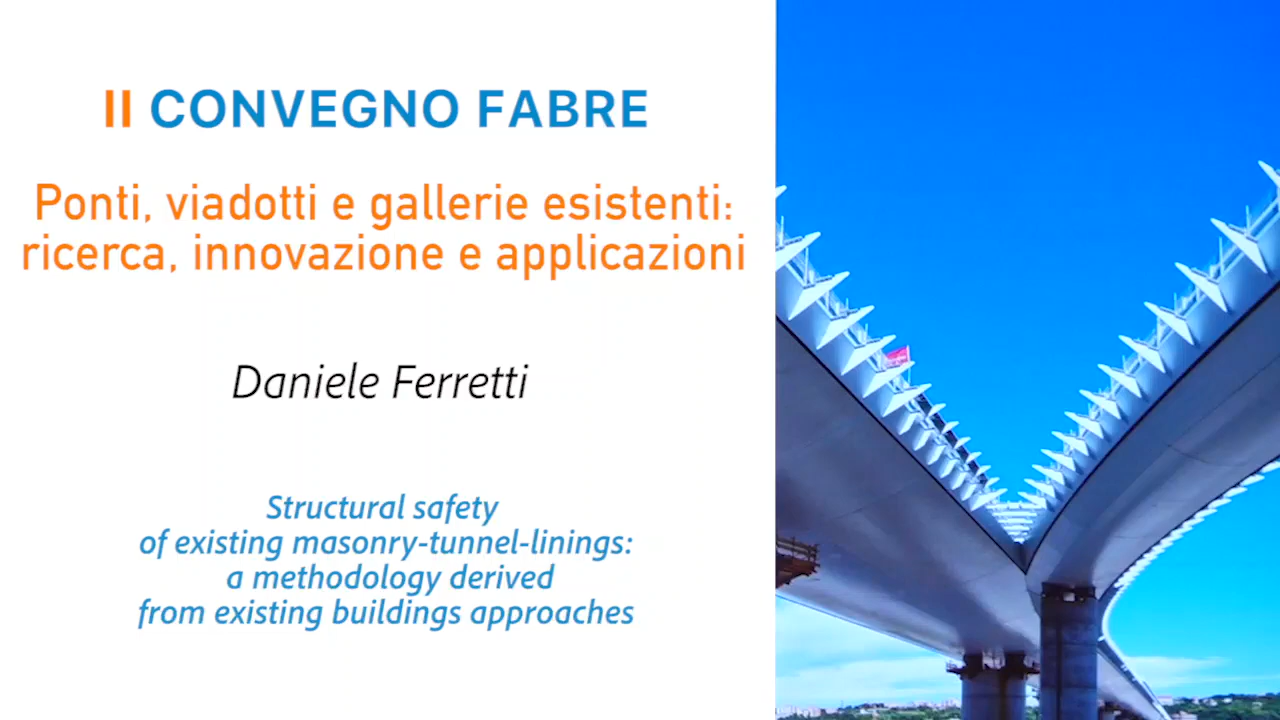 II CONVEGNO FABRE
Ponti, viadotti e gallerie esistenti:
ricerca, innovazione e applicazioni
Daniele Ferretti
Structural safety
of existing masonry-tunnel-linings:
a methodology derived
from existing buildings approaches